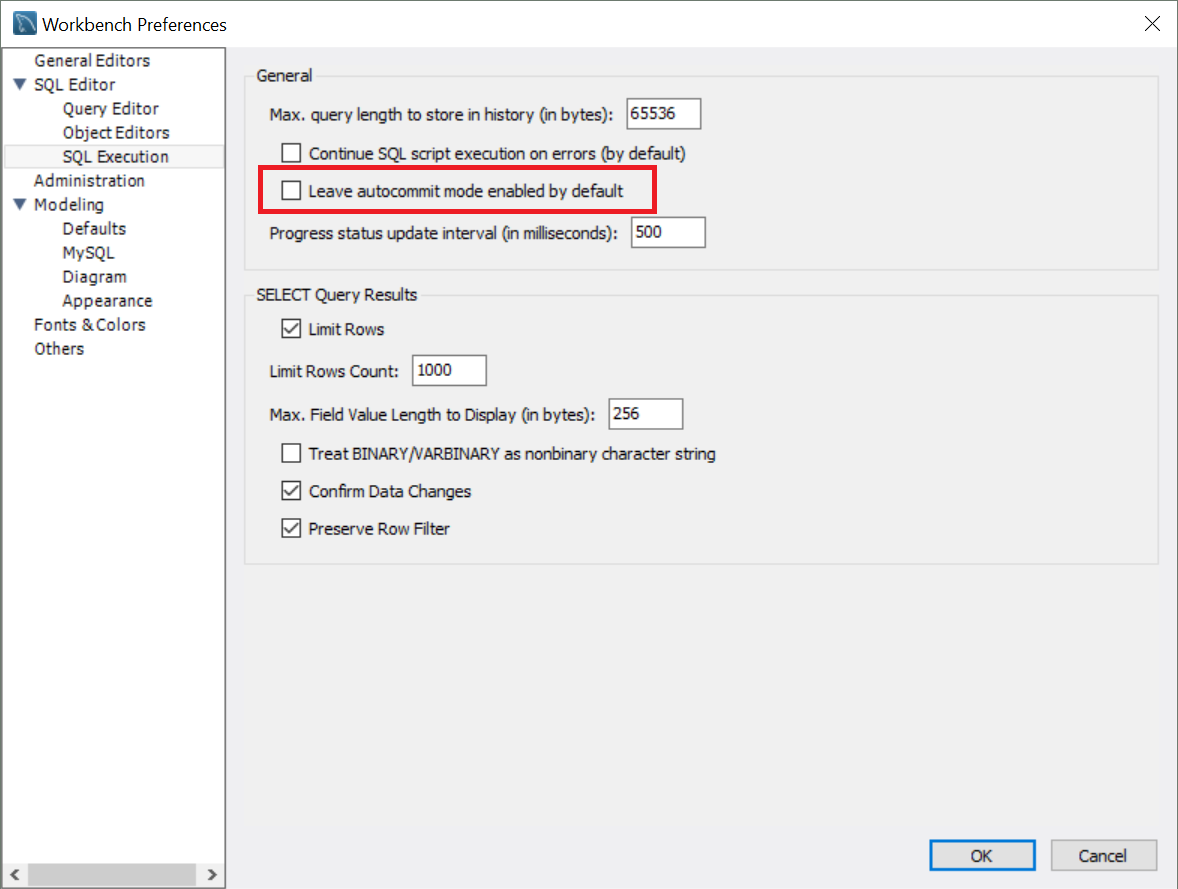 Workbench Preferences
General Editors
SQL Editor
Query Editor
Object Editors
SQL Execution
Administration
Modeling
Defaults
MySQL
Diagram
Appearance
Fonts & Colors
Others
General
Max. query length to store in history (in bytes): 65536
Continue SQL script execution on errors (by default)
Leave autocommit mode enabled by default
Progress status update interval (in milliseconds): 500
SELECT Query Results
Limit Rows
Limit Rows Count: 1000
Max. Field Value Length to Display (in bytes): 256
Treat BINARY/VARBINARY as nonbinary character string
Confirm Data Changes
Preserve Row Filter
OK Cancel